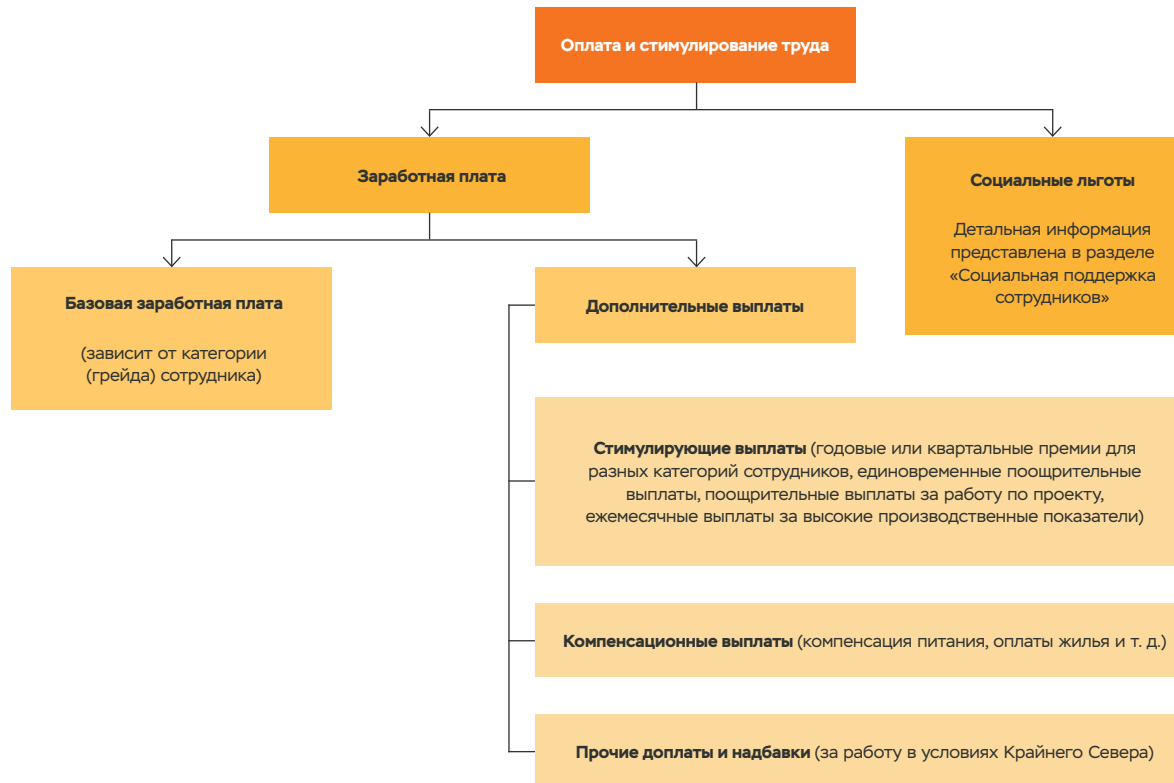 Оплата и стимулирование труда
Заработная плата
Социальные льготы
Детальная информация
представлена в разделе
«Социальная поддержка
сотрудников»
Базовая заработная плата
(зависит от категории
(грейда) сотрудника)
Дополнительные выплаты
Стимулирующие выплаты (годовые или квартальные премии для
разных категорий сотрудников, единовременные поощрительные
выплаты, поощрительные выплаты за работу по проекту,
ежемесячные выплаты за высокие производственные показатели)
Компенсационные выплаты (компенсация питания, оплаты жилья и т. д.)
Прочие доплаты и надбавки (за работу в условиях Крайнего Севера)